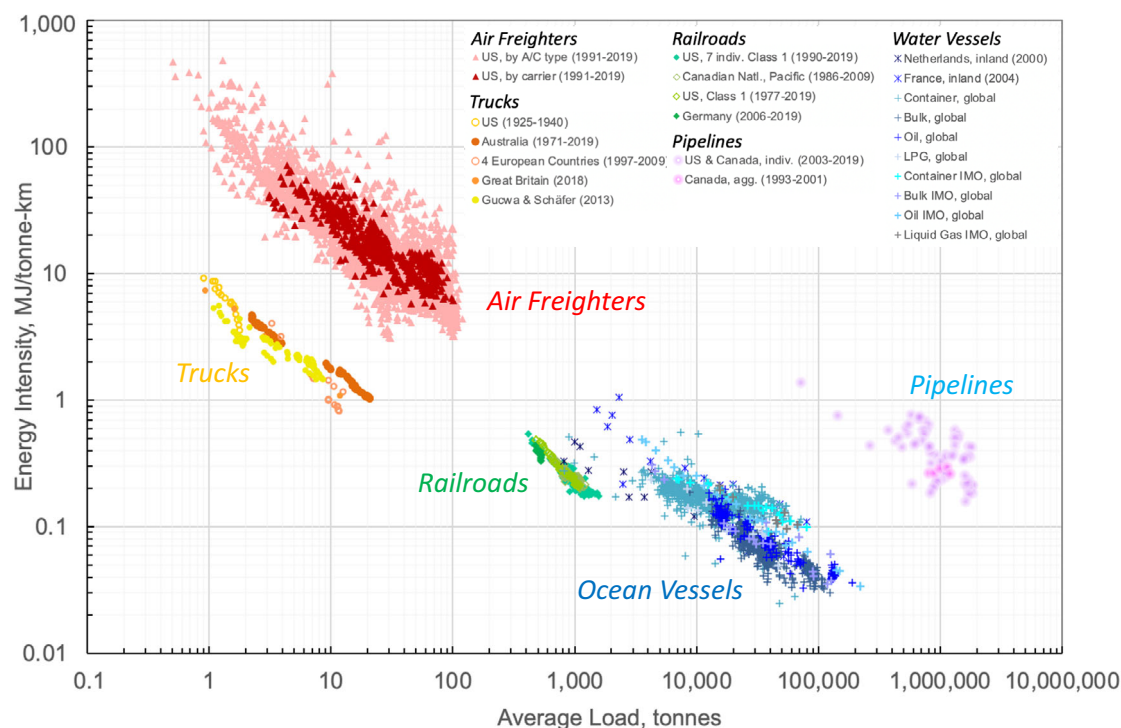 1,000
100
10
1
0.1
0.01
Energy Intensity, MJ/tonne-km
Air Freighters
US, by A/C type (1991-2019)
US, by carrier (1991-2019)
Trucks
US (1925-1940)
Australia (1971-2019)
4 European Countries (1997-2009)
Great Britain (2018)
Gucwa & Schäfer (2013)
Railroads
US, 7 indiv. Class 1 (1990-2019)
Canadian Natl., Pacific (1986-2009)
US, Class 1 (1977-2019)
Germany (2006-2019)
Pipelines
US & Canada, indiv. (2003-2019)
Canada, agg. (1993-2001)
Water Vessels
Netherlands, inland (2000)
France, inland (2004)
Container, global
Bulk, global
Oil, global
LPG, global
Container IMO, global
Bulk IMO, global
Oil IMO, global
Liquid Gas IMO, global
Air Freighters
Trucks
Pipelines
Railroads
Ocean Vessels
0.1
1
10
100
1,000
10,000
100,000
1,000,000
10,000,000
Average Load, tonnes